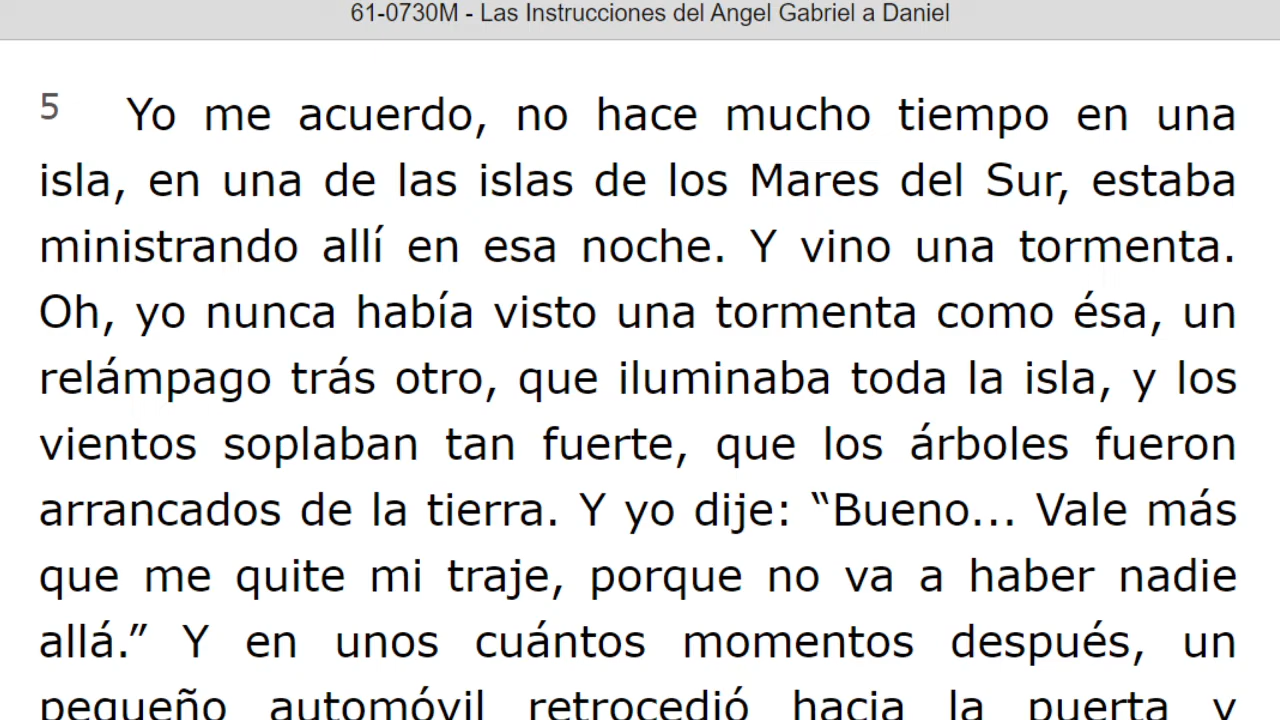 61-0730M - Las Instrucciones del Angel Gabriel a Daniel
5 Yo me acuerdo, no hace mucho tiempo en una
isla, en una de las islas de los Mares del Sur, estaba
ministrando allí en esa noche. Y vino una tormenta.
Oh, yo nunca había visto una tormenta como ésa, un
relámpago trás otro, que iluminaba toda la isla, y los
vientos soplaban tan fuerte, que los árboles fueron
arrancados de la tierra. Y yo dije: “Bueno... Vale más
que me quite mi traje, porque no va a haber nadie
allá.” Y en unos cuántos momentos después, un
pequeño automóvil retrocedió hacia la puerta y